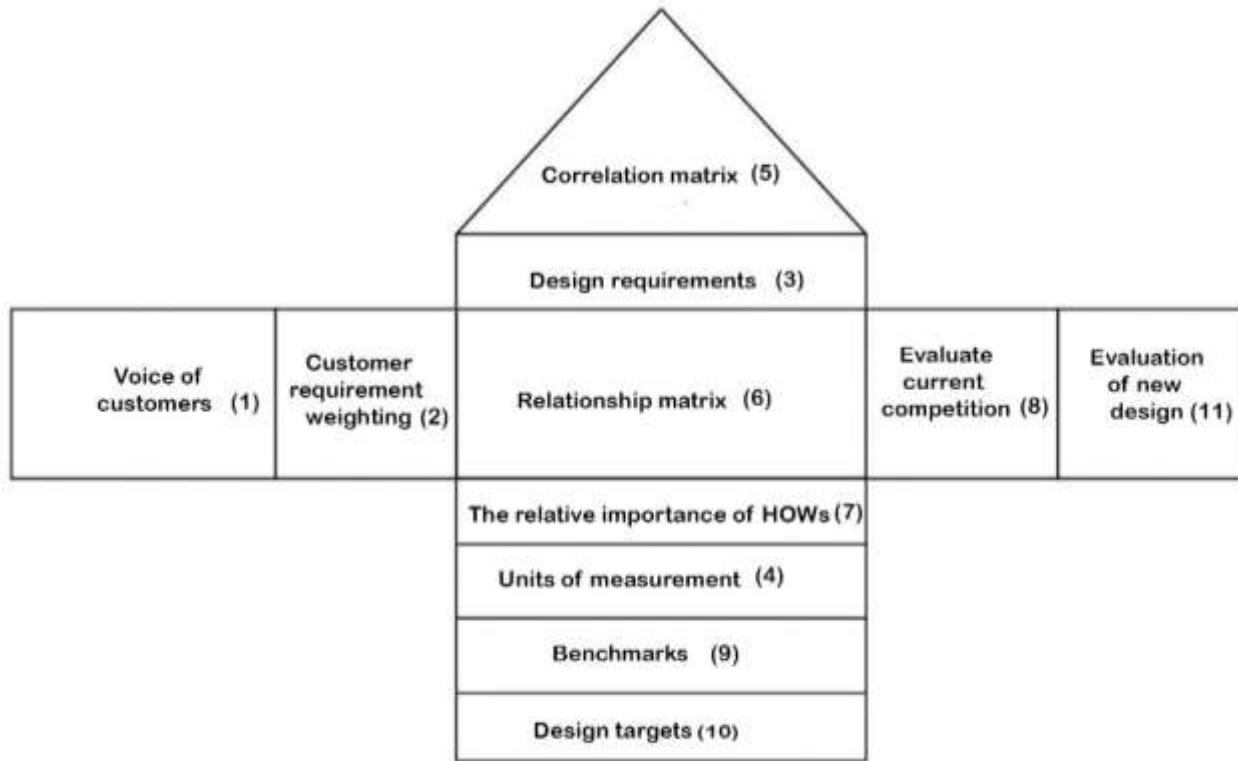 Correlation matrix (5)
Design requirements (3)
Voice of
customers (1)
Customer
requirement
weighting (2)
Relationship matrix (6)
Evaluate
current
competition (8)
Evaluation
of new
design (11)
The relative importance of HOWs (7)
Units of measurement (4)
Benchmarks (9)
Design targets (10)